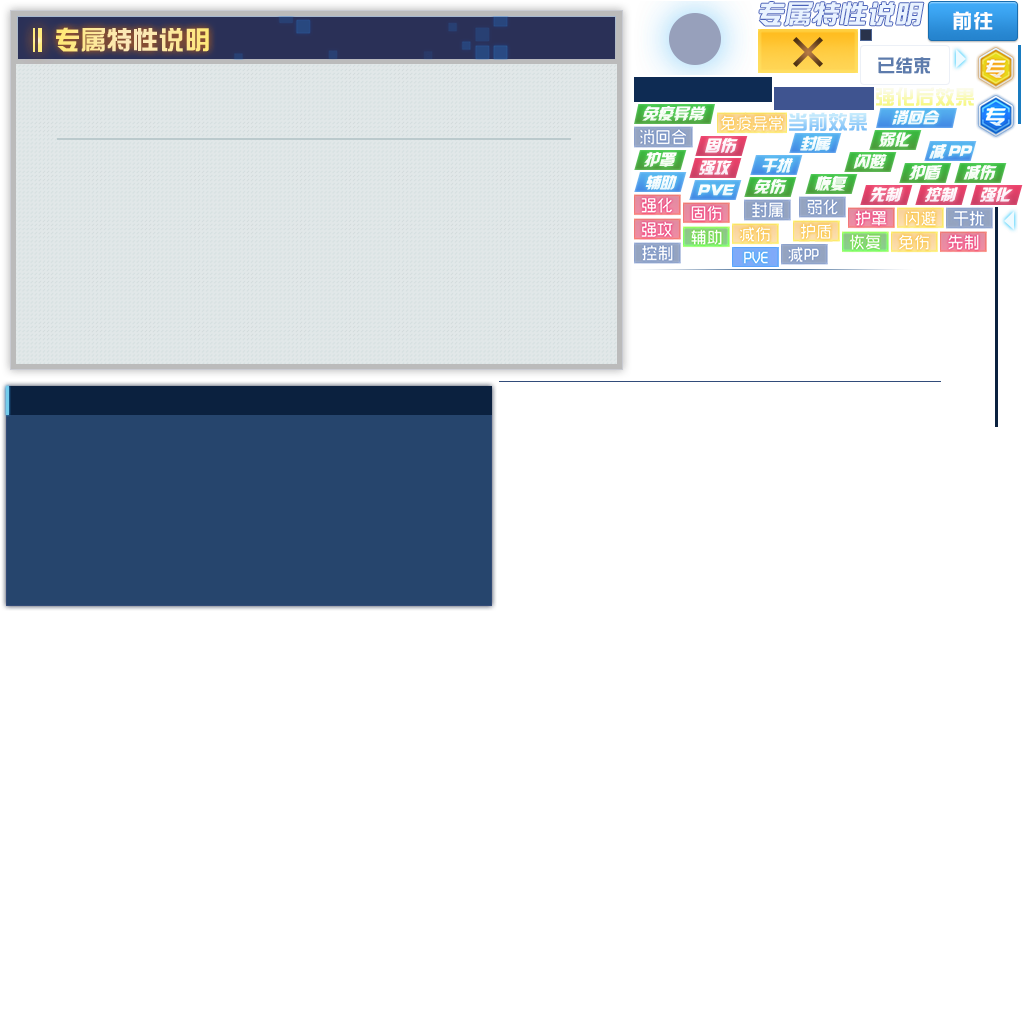 专属特性说明
专属特性说明
前往
已结束
专
强化后效果
专
免疫异常
免疫异常
当前效果
消回合
消回合
固伤
封属
弱化
减 PP
护罩
强攻
干扰
闪避
护盾
减伤
辅助
PVE
免伤
恢复
先制
控制
强化
强化
固伤
封属
弱化
护罩
闪避
干扰
强攻
辅助
减伤
护盾
恢复
免伤
先制
控制
PVE
减PP